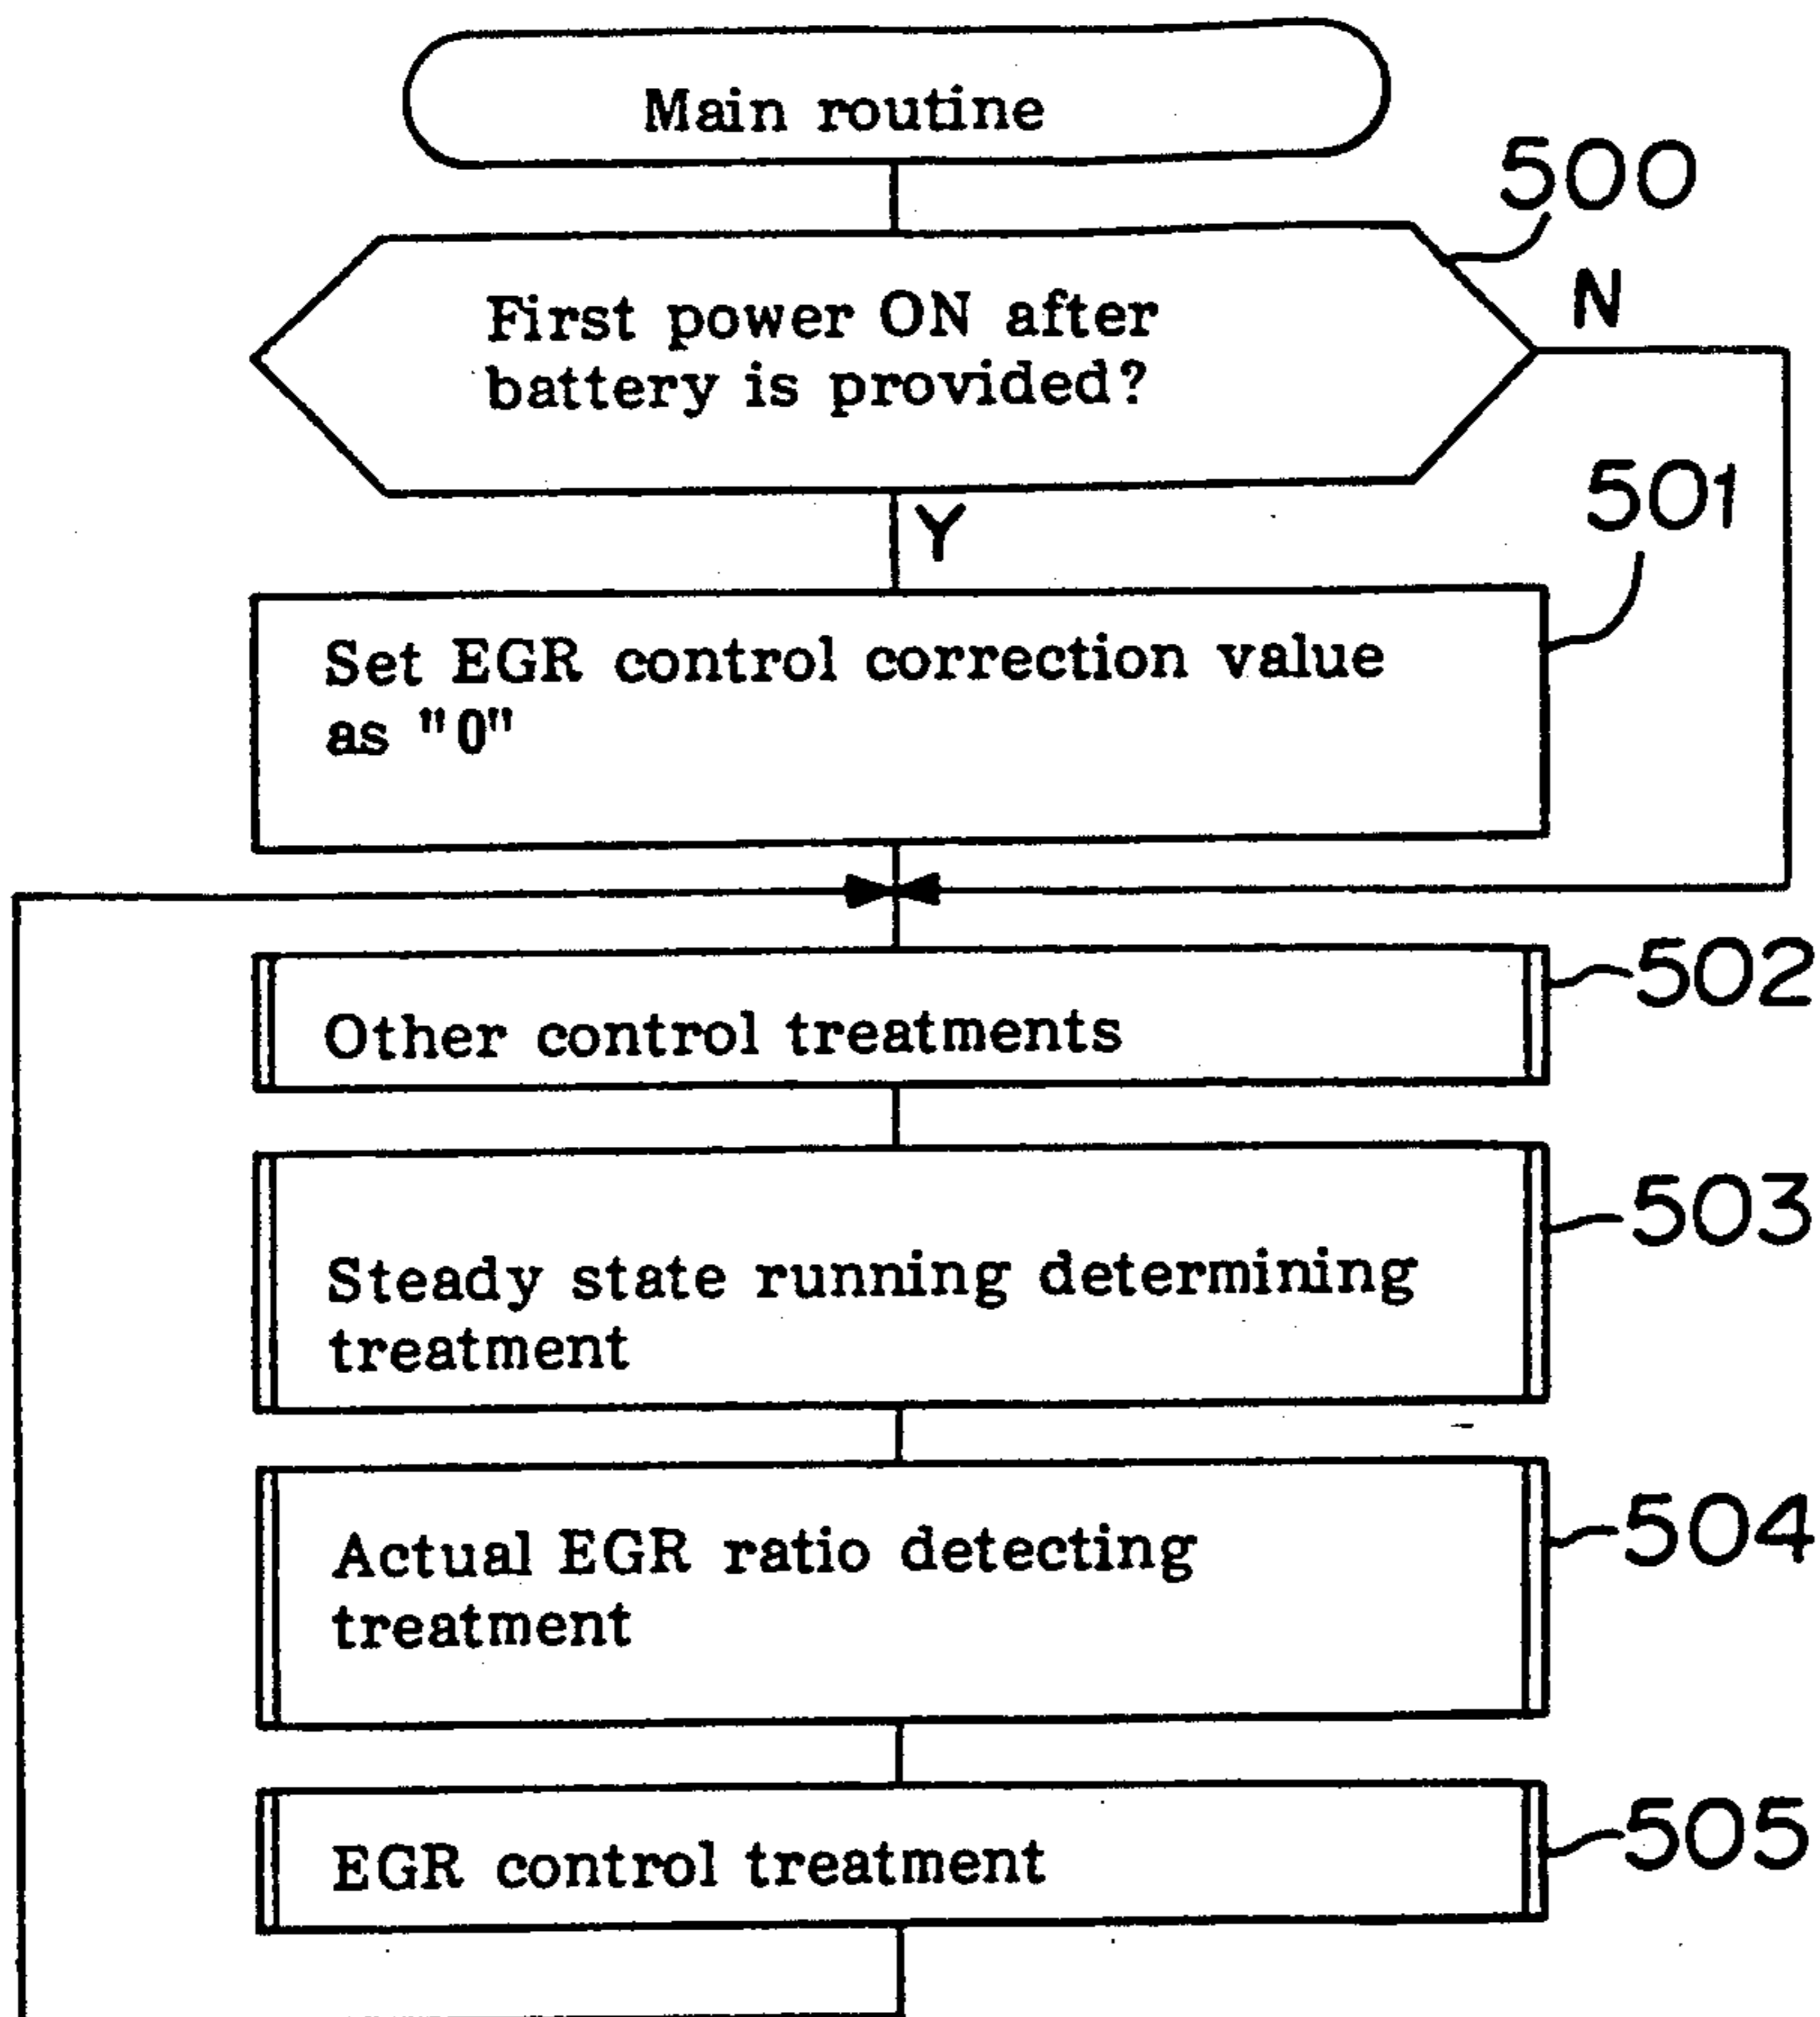 Main routine
500
First power ON after
battery is provided?
N
Y
501
Set EGR control correction value
as "0"
502
Other control treatments
503
Steady state running determining
treatment
504
Actual EGR ratio detecting
treatment
505
EGR control treatment